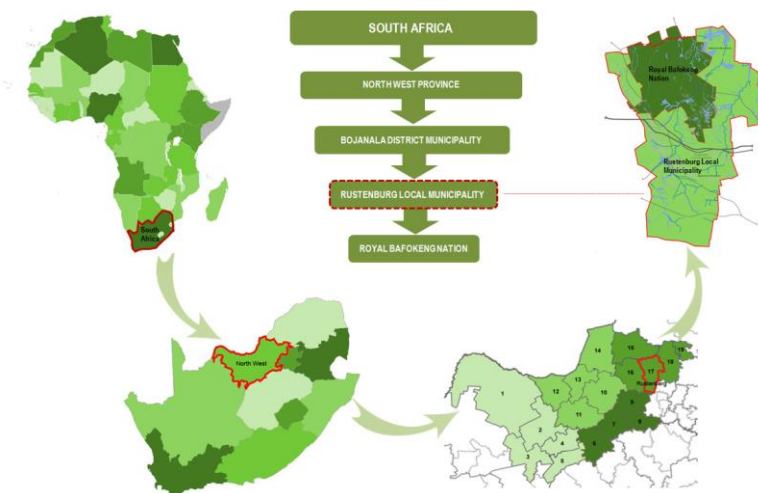 SOUTH AFRICA
NORTH WEST PROVINCE
BOJANALA DISTRICT MUNICIPALITY
RUSTENBURG LOCAL MUNICIPALITY
ROYAL BAFOKENG NATION
South
Africa
Royal Bafokeng
Nation
Rustenburg Local
Municipality
North West
14
15
19
18
13
16
17
12
10
1
11
9
2
7
8
4
6
3
5